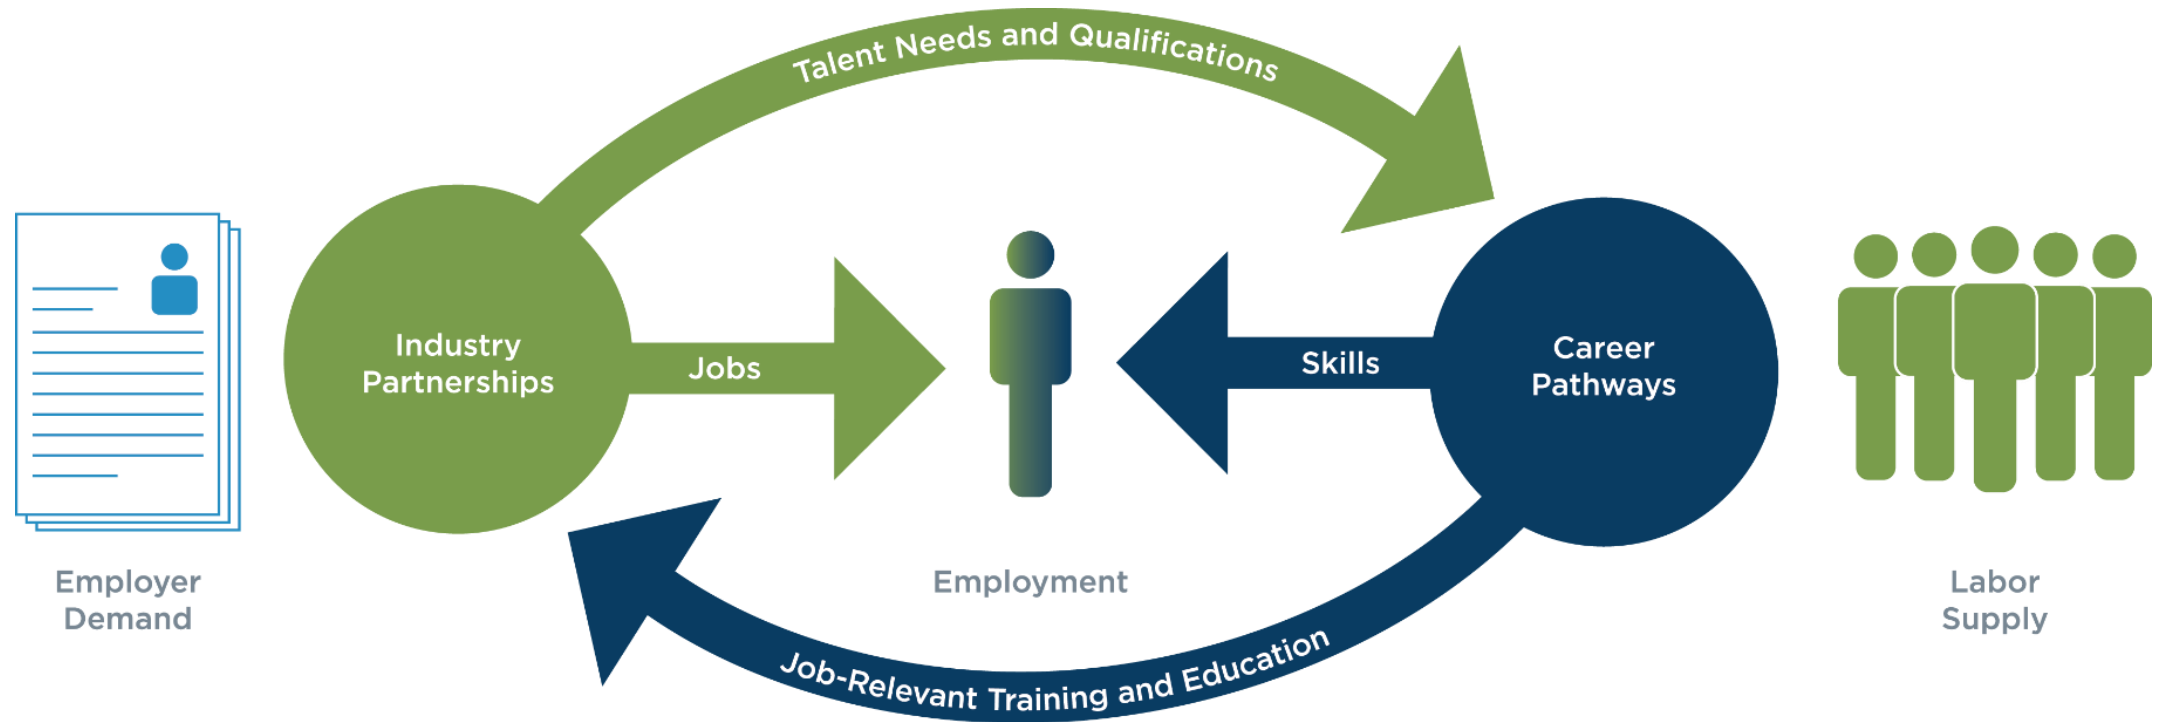 Talent Needs and Qualifications
Industry
Partnerships
Jobs
Skills
Career
Pathways
Employer
Demand
Employment
Labor
Supply
Job-Relevant Training and Education